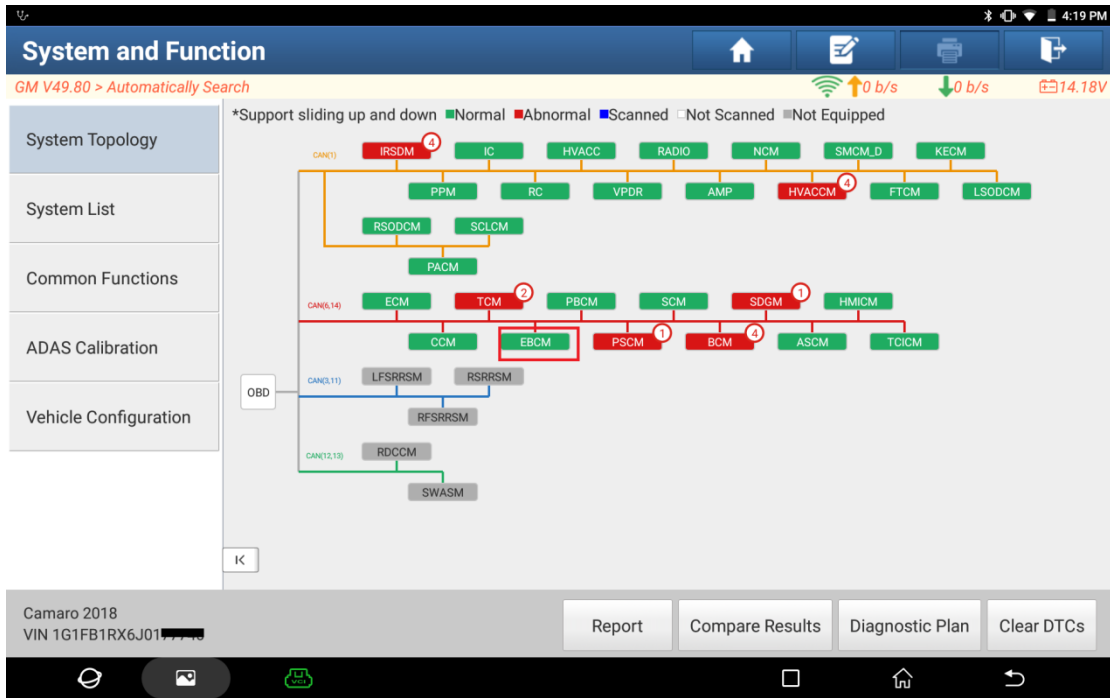 4:19 PM
System and Function
GM V49.80 > Automatically Search
0 b/s
0 b/s
14.18V
System Topology
System List
Common Functions
ADAS Calibration
Vehicle Configuration
*Support sliding up and down Normal Abnormal Scanned Not Scanned Not Equipped
CAN(1) IRSDM 4 IC HVACC RADIO NCM SMCM_D KECM
PPM RC VPDR AMP HVACCM 4 FTCM LSODCM
RSODCM SCLCM
PACM
CAN(6,14) ECM TCM 2 PBCM SCM SDGM 1 HMICM
CCM EBCM PSCM 1 BCM 4 ASCM TCICM
OBD
CAN(3,11) LFSRRSM RSRRSM
RFSRRSM
CAN(12,13) RDCCM
SWASM
Camaro 2018
VIN 1G1FB1RX6J01
Report
Compare Results
Diagnostic Plan
Clear DTCs
VCI